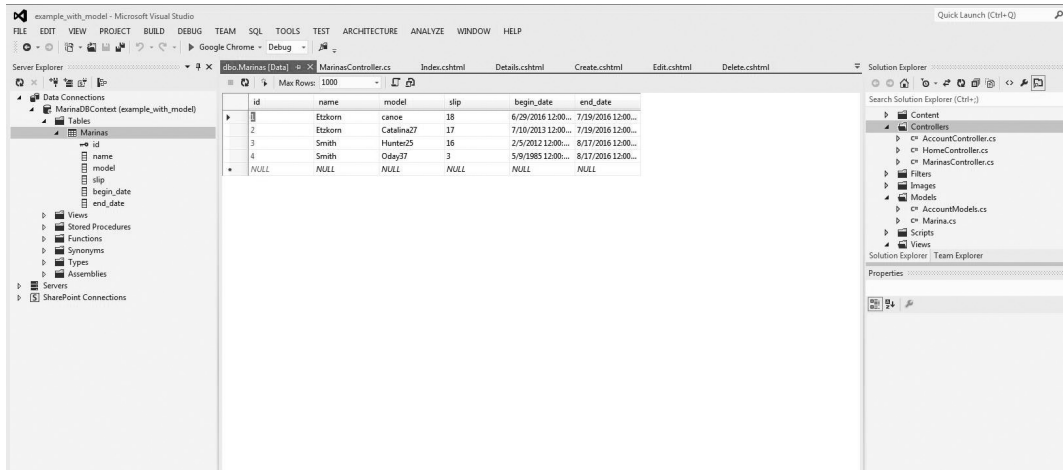 example_with_model - Microsoft Visual Studio
Quick Launch (Ctrl+Q)
FILE EDIT VIEW PROJECT BUILD DEBUG TEAM SQL TOOLS TEST ARCHITECTURE ANALYZE WINDOW HELP
Google Chrome Debug
Server Explorer
Data Connections
MarinaDBContext (example_with_model)
Tables
Marinas
id
name
model
slip
begin_date
end_date
Views
Stored Procedures
Functions
Synonyms
Types
Assemblies
Servers
SharePoint Connections
dbo.Marinas [Data] MarinasController.cs Index.cshtml Details.cshtml Create.cshtml Edit.cshtml Delete.cshtml
Max Rows: 1000
id name model slip begin_date end_date
1 Etzkorn canoe 18 6/29/2016 12:00... 7/19/2016 12:00...
2 Etzkorn Catalina27 17 7/10/2013 12:00... 7/19/2016 12:00...
3 Smith Hunter25 16 2/5/2012 12:00:... 8/17/2016 12:00...
4 Smith Oday37 3 5/9/1985 12:00:... 8/17/2016 12:00...
NULL NULL NULL NULL NULL NULL
Solution Explorer
Search Solution Explorer (Ctrl+;)
Content
Controllers
C# AccountController.cs
C# HomeController.cs
C# MarinasController.cs
Filters
Images
Models
C# AccountModels.cs
C# Marina.cs
Scripts
Views
Solution Explorer Team Explorer
Properties